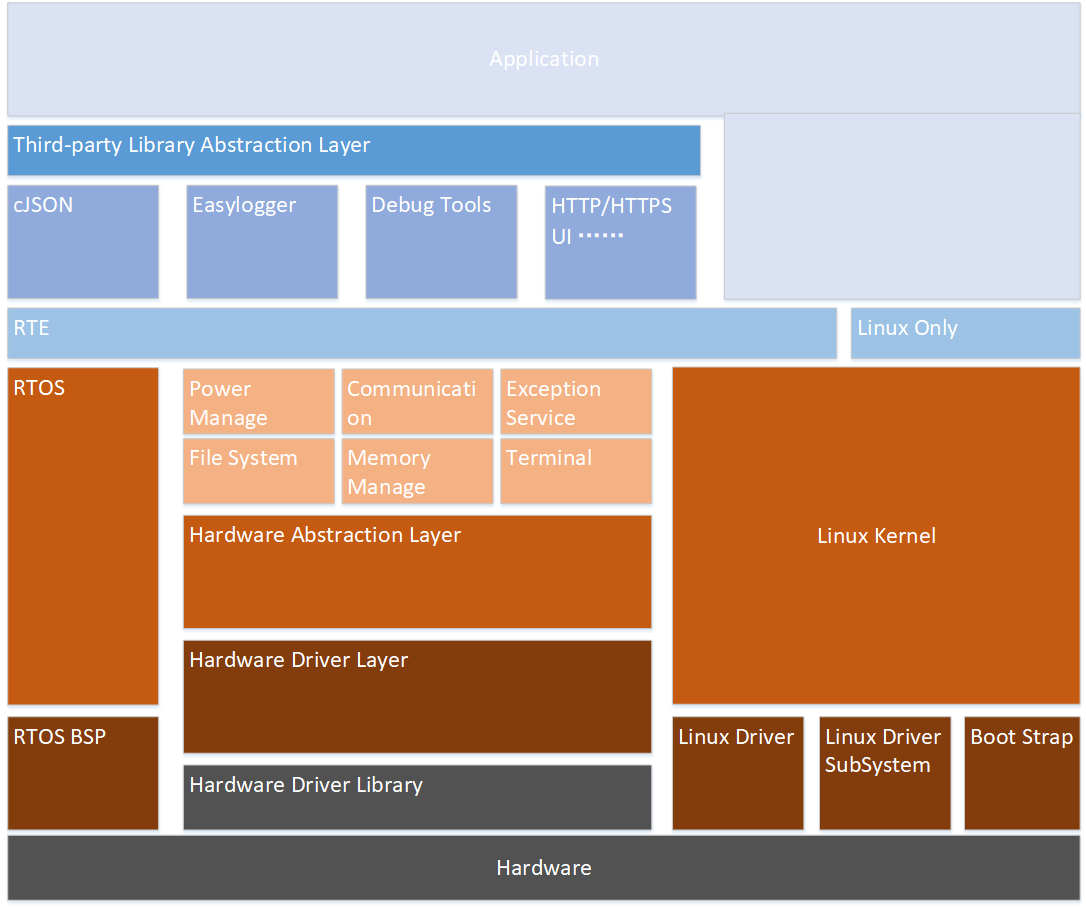 Application
Third-party Library Abstraction Layer
cJSON
Easylogger
Debug Tools
HTTP/HTTPS
UI ······
RTE
Linux Only
RTOS
Power
Manage
Communicati
on
Exception
Service
File System
Memory
Manage
Terminal
Hardware Abstraction Layer
Linux Kernel
Hardware Driver Layer
RTOS BSP
Hardware Driver Library
Linux Driver
Linux Driver
SubSystem
Boot Strap
Hardware